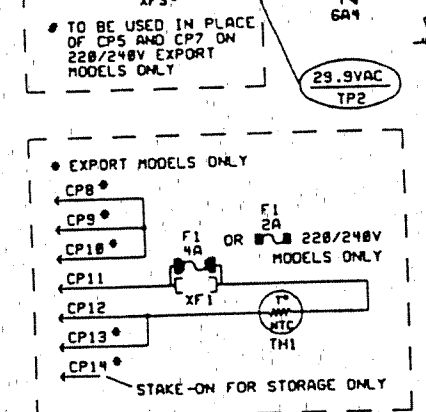 XF3
6A4
* TO BE USED IN PLACE
OF CP5 AND CP7 ON
220/240V EXPORT
MODELS ONLY
29.9VAC
TP2
* EXPORT MODELS ONLY
CP8 *
CP9 *
CP10 *
F1
4A
OR
F1
2A
220/240V
MODELS ONLY
CP11
XF1
CP12
T°
NTC
TH1
CP13 *
CP14 *
STAKE-ON FOR STORAGE ONLY